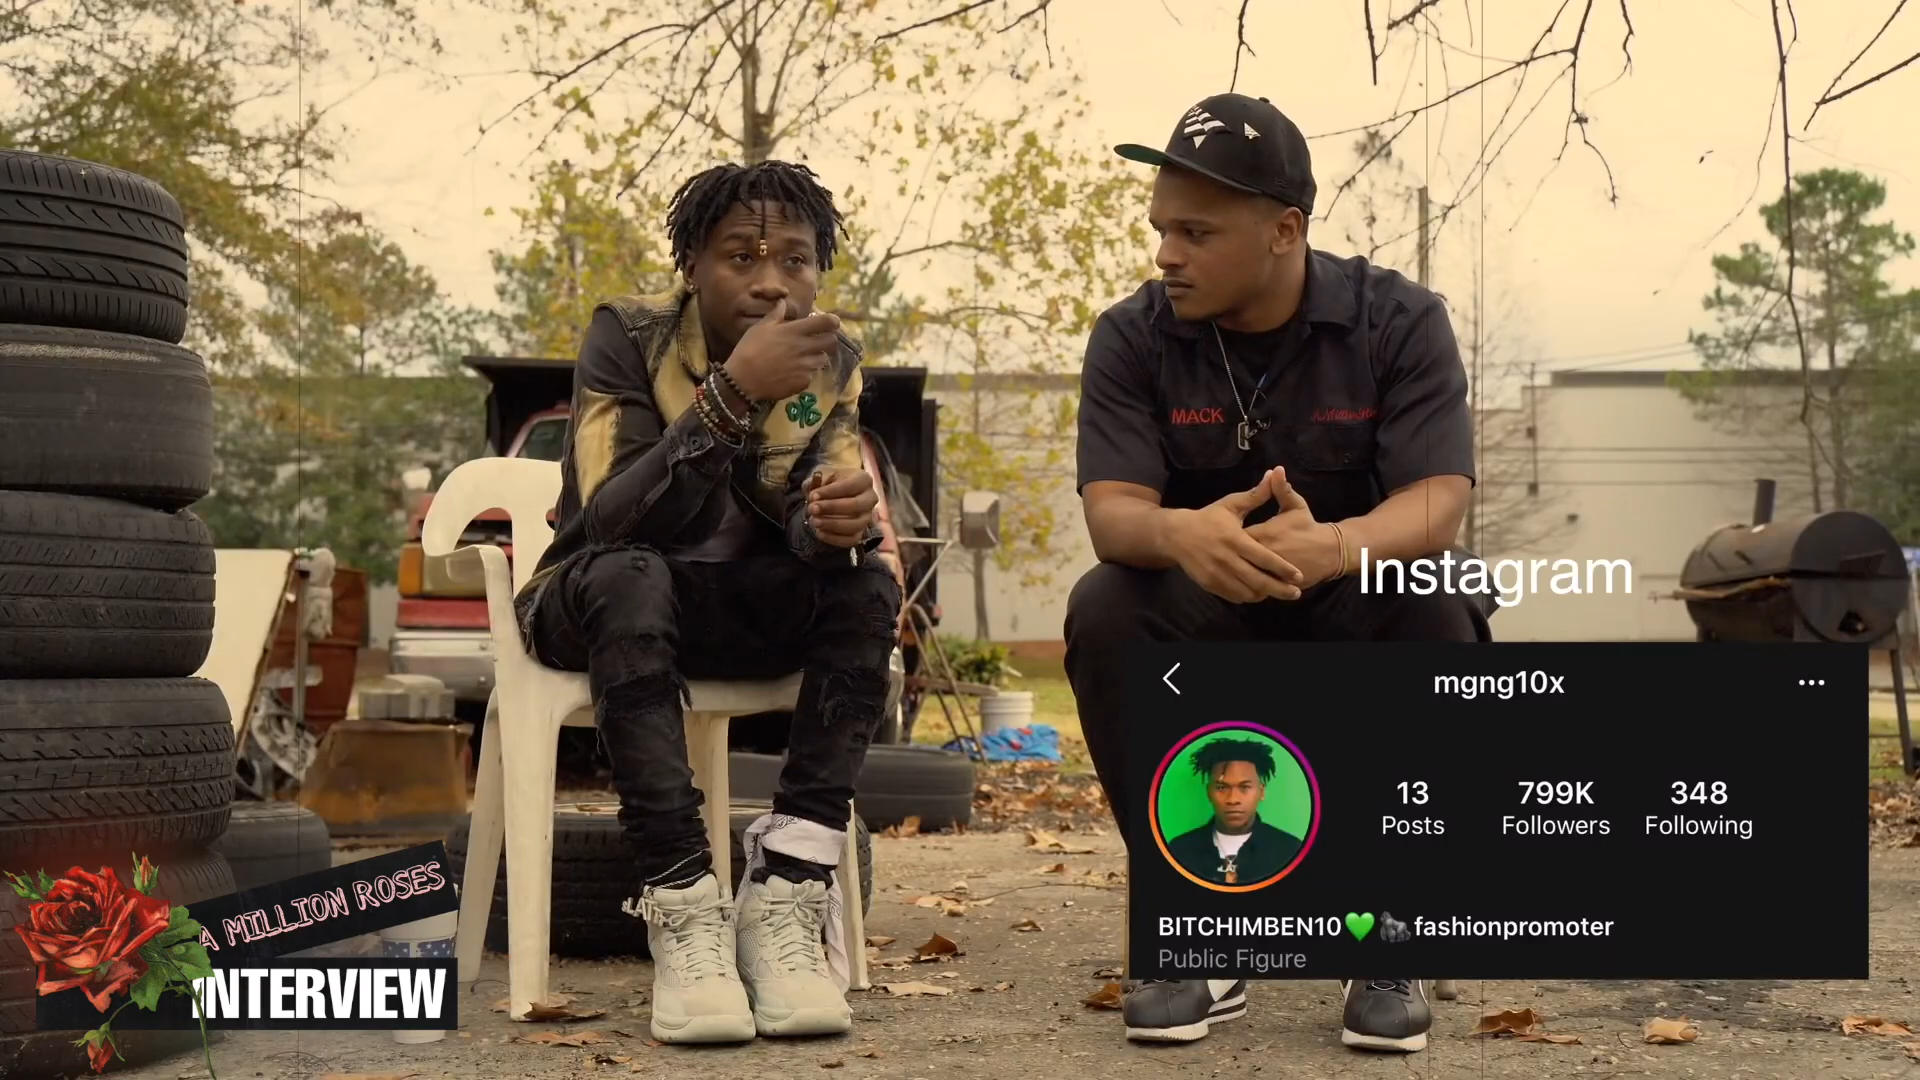 MACK
Instagram
mgng10x
13
799K
348
Posts
Followers
Following
BITCHIMBEN10💚🦍fashionpromoter
Public Figure
A MILLION ROSES
INTERVIEW